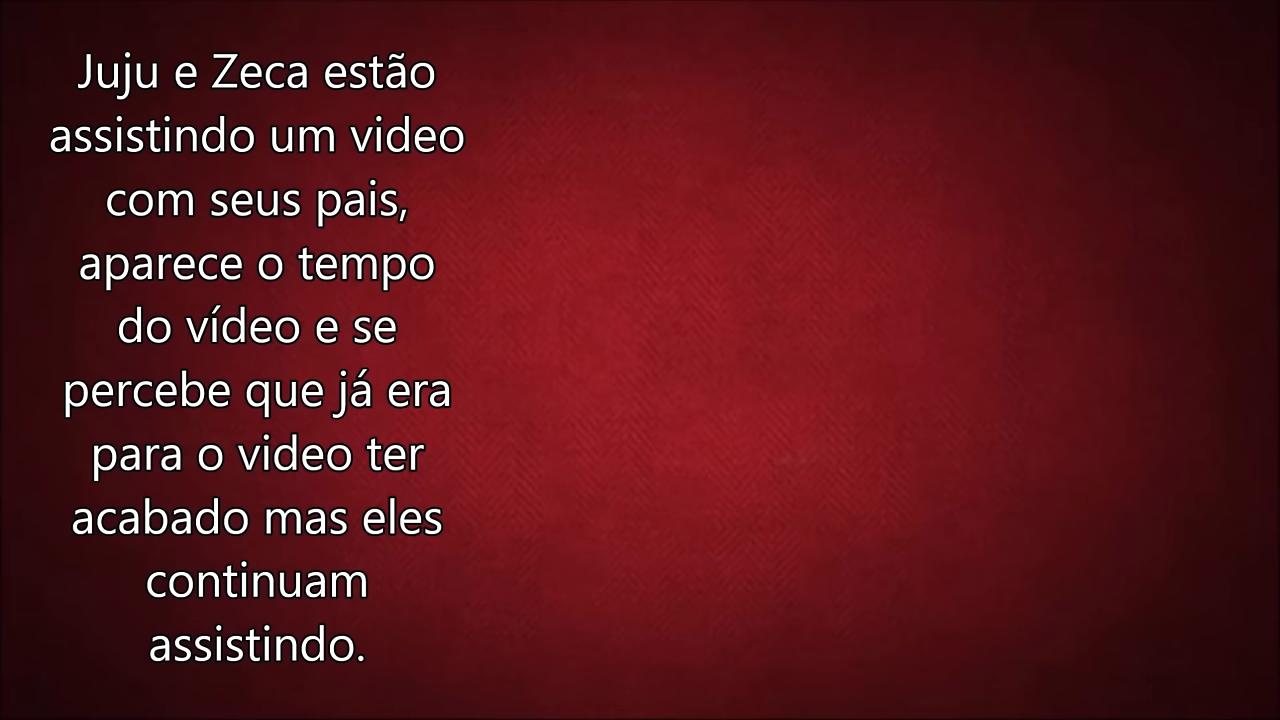 Juju e Zeca estão
assistindo um video
com seus pais,
aparece o tempo
do vídeo e se
percebe que já era
para o video ter
acabado mas eles
continuam
assistindo.